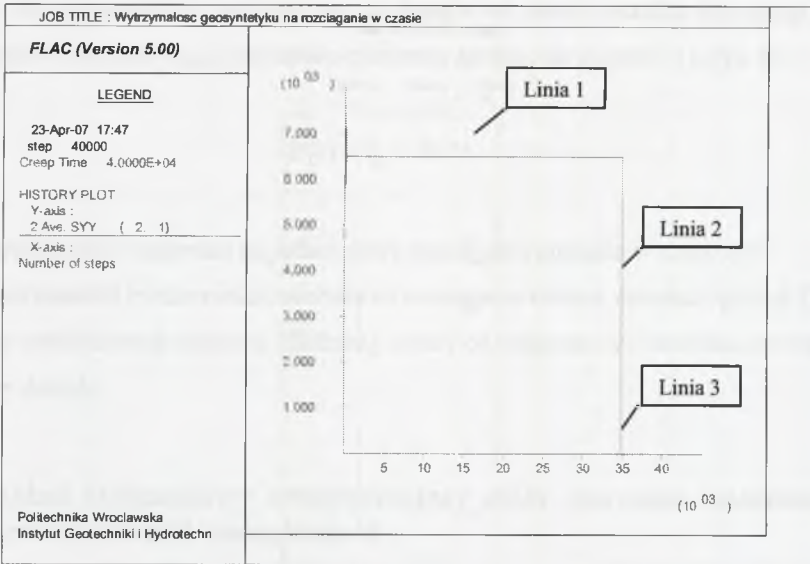 JOB TITLE : Wytrzymalosc geosyntetyku na rozciaganie w czasie
FLAC (Version 5.00)
LEGEND
23-Apr-07 17:47
step 40000
Creep Time 4.0000E+04
HISTORY PLOT
Y-axis :
2 Ave. SYY ( 2, 1)
X-axis :
Number of steps
Politechnika Wroclawska
Instytut Geotechniki i Hydrotechn
(10 03 )
7.000
6.000
5.000
4.000
3.000
2.000
1.000
5 10 15 20 25 30 35 40
(10 03 )
Linia 1
Linia 2
Linia 3